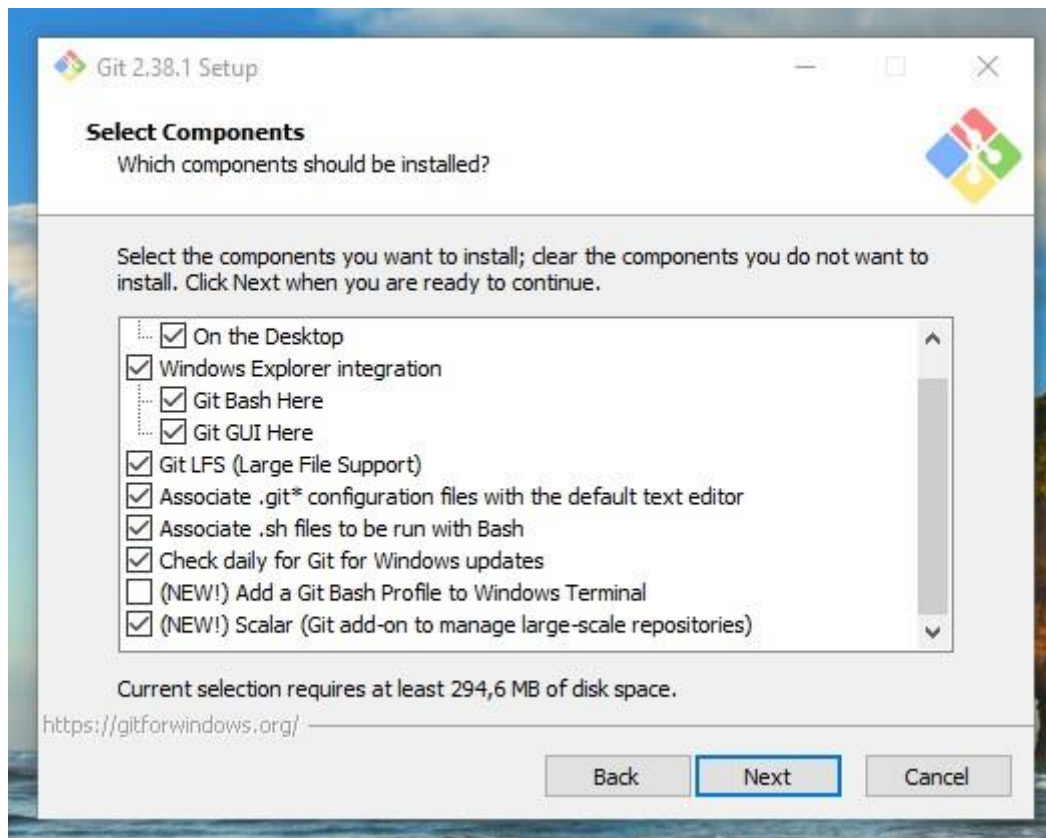 Git 2.38.1 Setup
Select Components
Which components should be installed?
Select the components you want to install; clear the components you do not want to
install. Click Next when you are ready to continue.
On the Desktop
Windows Explorer integration
Git Bash Here
Git GUI Here
Git LFS (Large File Support)
Associate .git* configuration files with the default text editor
Associate .sh files to be run with Bash
Check daily for Git for Windows updates
(NEW!) Add a Git Bash Profile to Windows Terminal
(NEW!) Scalar (Git add-on to manage large-scale repositories)
Current selection requires at least 294,6 MB of disk space.
https://gitforwindows.org/
Back Next Cancel